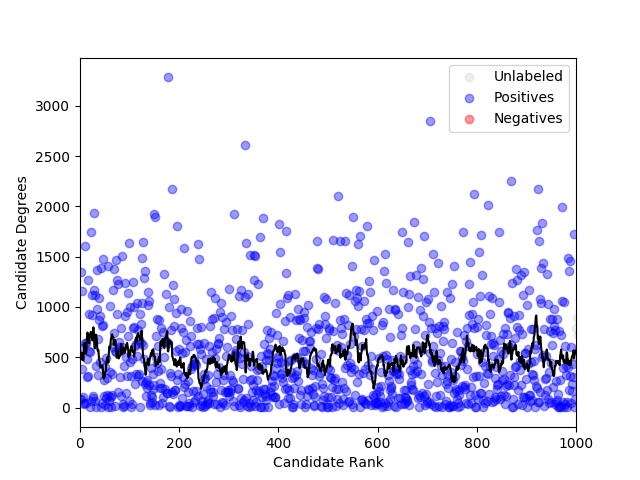 Unlabeled
Positives
Negatives
3000
2500
2000
1500
1000
500
0
Candidate Degrees
0 200 400 600 800 1000
Candidate Rank